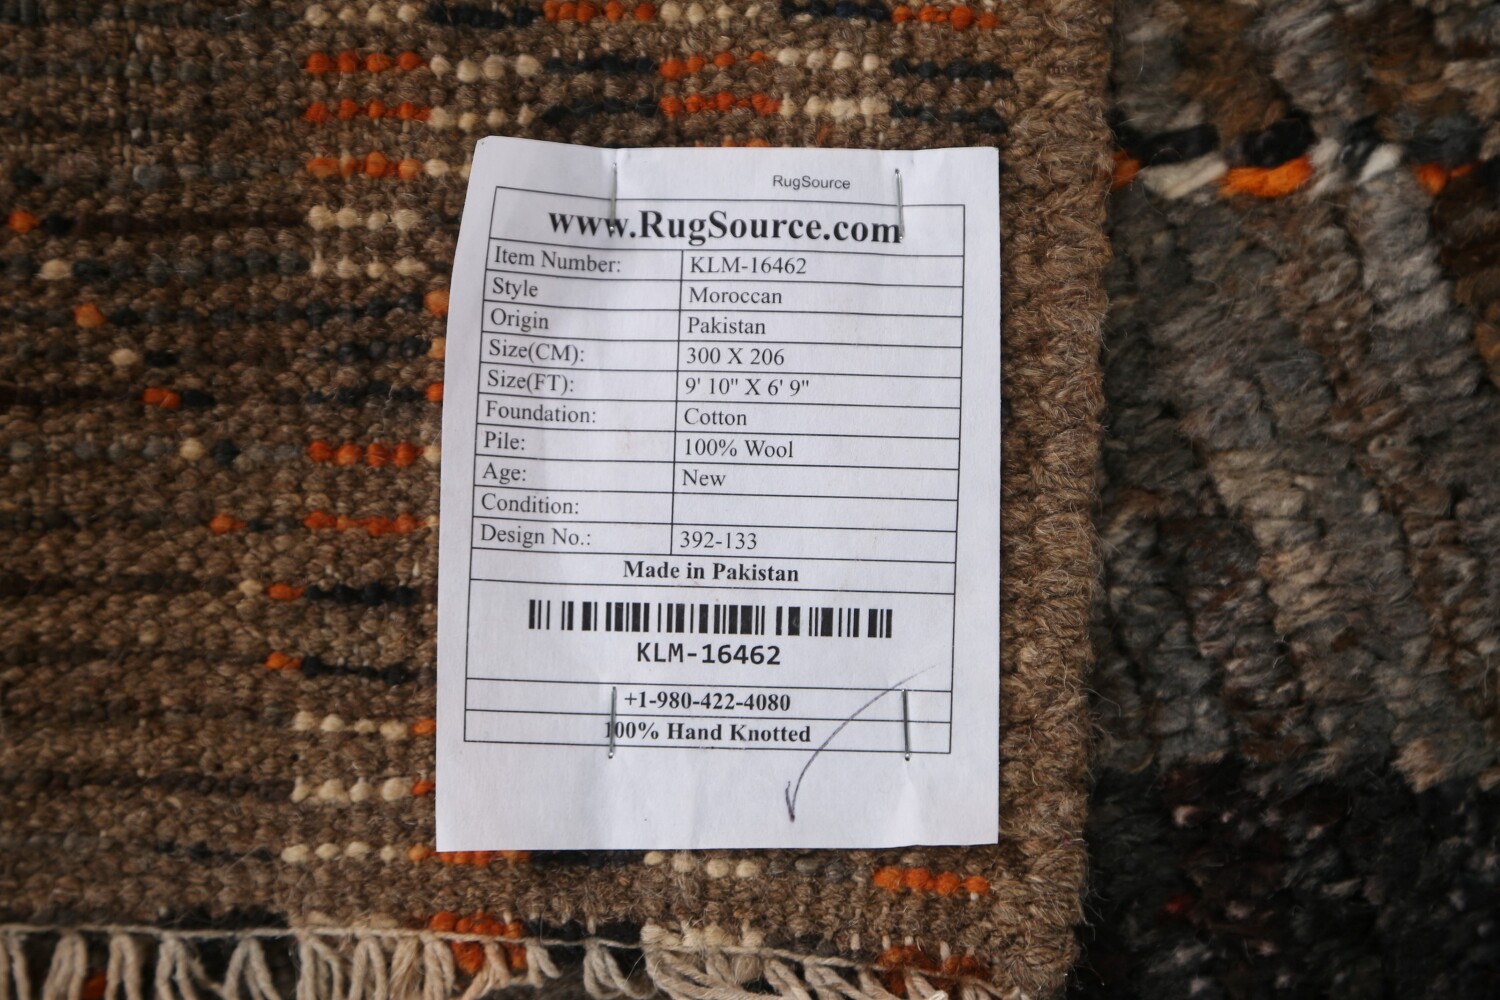 RugSource
www.RugSource.com
Item Number: KLM-16462
Style Moroccan
Origin Pakistan
Size(CM): 300 X 206
Size(FT): 9' 10" X 6' 9"
Foundation: Cotton
Pile: 100% Wool
Age: New
Condition:
Design No.: 392-133
Made in Pakistan
KLM-16462
+1-980-422-4080
100% Hand Knotted